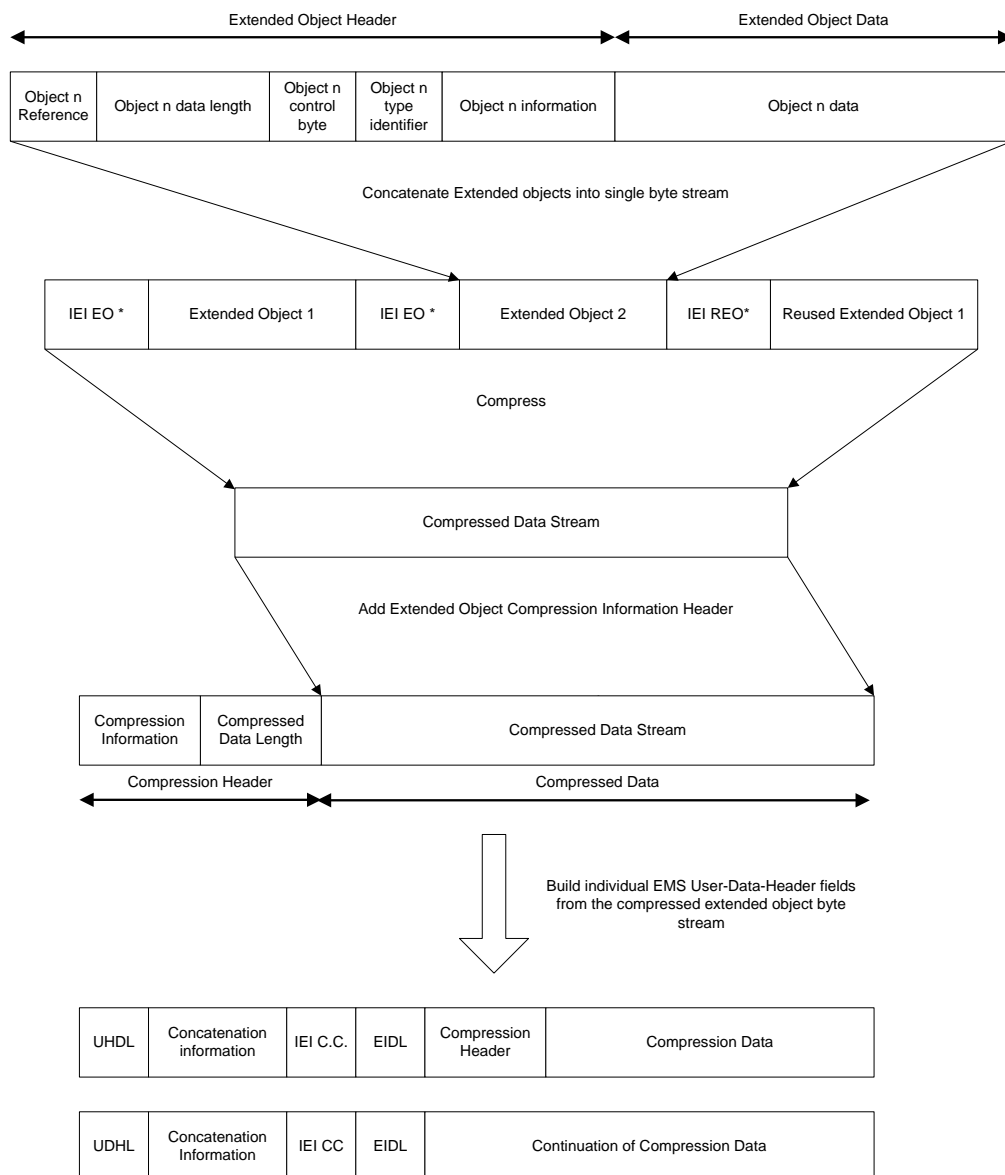 Extended Object Header
Extended Object Data
Object n
Reference
Object n data length
Object n
control
byte
Object n
type
identifier
Object n information
Object n data
Concatenate Extended objects into single byte stream
IEI EO *
Extended Object 1
IEI EO *
Extended Object 2
IEI REO*
Reused Extended Object 1
Compress
Compressed Data Stream
Add Extended Object Compression Information Header
Compression
Information
Compressed
Data Length
Compressed Data Stream
Compression Header
Compressed Data
Build individual EMS User-Data-Header fields
from the compressed extended object byte
stream
UHDL
Concatenation
information
IEI C.C.
EIDL
Compression
Header
Compression Data
UDHL
Concatenation
Information
IEI CC
EIDL
Continuation of Compression Data